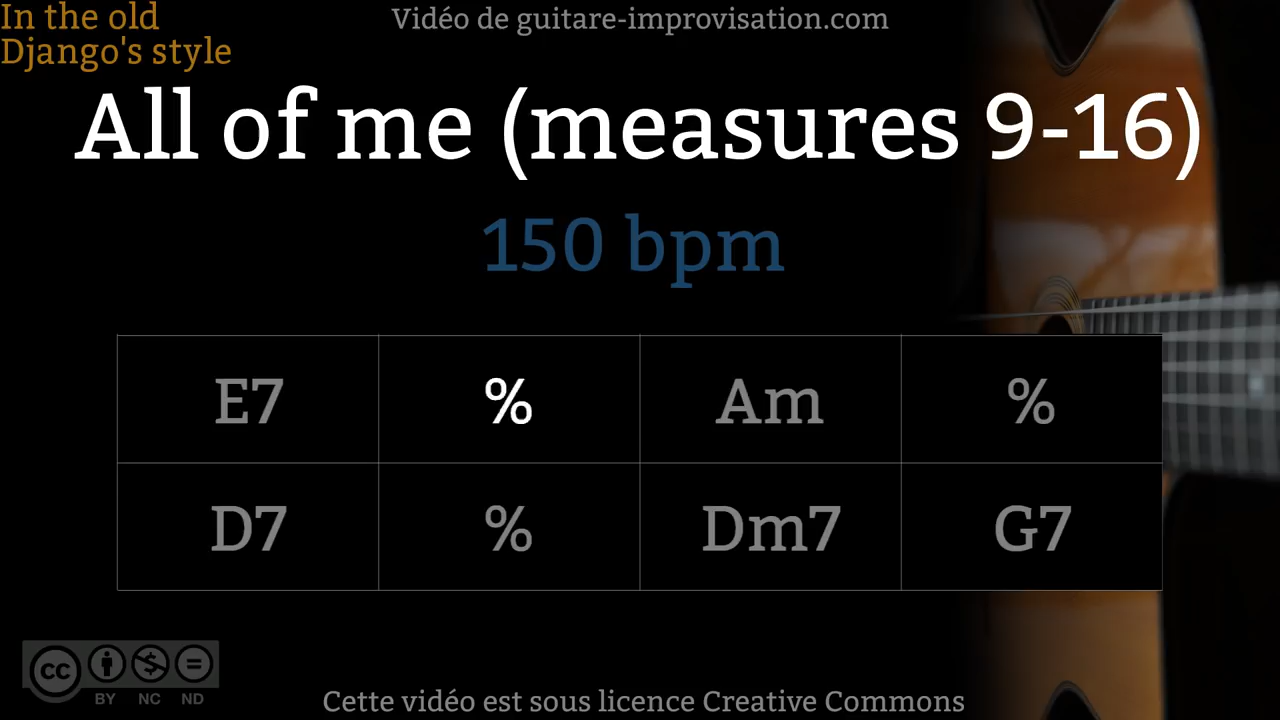 In the old
Django's style
Vidéo de guitare-improvisation.com
All of me (measures 9-16)
150 bpm
E7 % Am %
D7 % Dm7 G7
cc
BY NC ND
Cette vidéo est sous licence Creative Commons